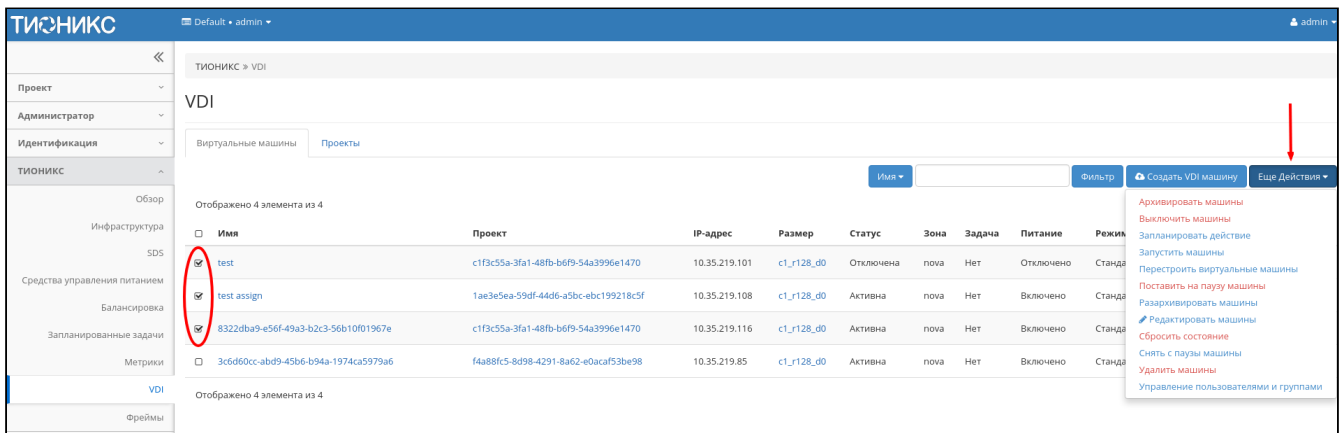 ТИОНИКС
Default • admin
admin
ТИОНИКС » VDI
Проект
Администратор
Идентификация
ТИОНИКС
Обзор
Инфраструктура
SDS
Средства управления питанием
Балансировка
Запланированные задачи
Метрики
VDI
Фреймы
VDI
Виртуальные машины Проекты
Имя Фильтр Создать VDI машину Еще Действия
Отображено 4 элемента из 4
Имя Проект IP-адрес Размер Статус Зона Задача Питание Режим
test c1f3c55a-3fa1-48fb-b6f9-54a3996e1470 10.35.219.101 c1_r128_d0 Отключена nova Нет Отключено Станда
test assign 1ae3e5ea-59df-44d6-a5bc-ebc199218c5f 10.35.219.108 c1_r128_d0 Активна nova Нет Включено Станда
8322dba9-e56f-49a3-b2c3-56b10f01967e c1f3c55a-3fa1-48fb-b6f9-54a3996e1470 10.35.219.116 c1_r128_d0 Активна nova Нет Включено Станда
3c6d60cc-abd9-45b6-b94a-1974ca5979a6 f4a88fc5-8d98-4291-8a62-e0acaf53be98 10.35.219.85 c1_r128_d0 Активна nova Нет Включено Станда
Отображено 4 элемента из 4
Архивировать машины
Выключить машины
Запланировать действие
Запустить машины
Перестроить виртуальные машины
Поставить на паузу машины
Разархивировать машины
Редактировать машины
Сбросить состояние
Снять с паузы машины
Удалить машины
Управление пользователями и группами